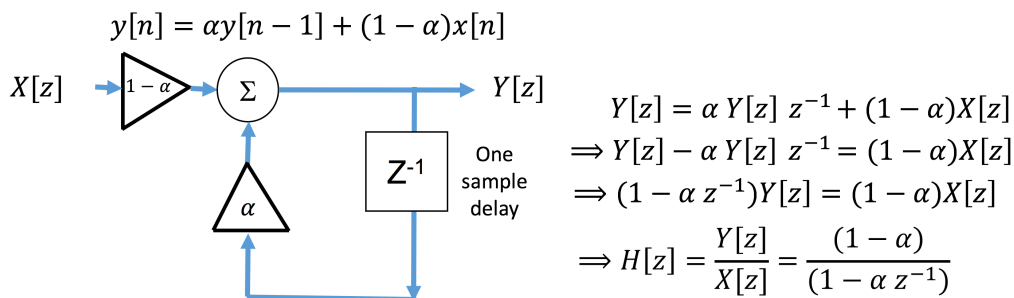 y[n] = αy[n − 1] + (1 − α)x[n]
X[z]
1 − α
Σ
Y[z]
Z⁻¹
One
sample
delay
α
Y[z] = α Y[z] z⁻¹ + (1 − α)X[z]
⟹ Y[z] − α Y[z] z⁻¹ = (1 − α)X[z]
⟹ (1 − α z⁻¹)Y[z] = (1 − α)X[z]
⟹ H[z] = Y[z]/X[z] = (1 − α)/(1 − α z⁻¹)